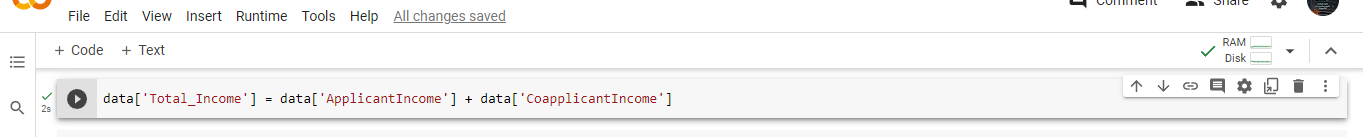 Comment Share
File Edit View Insert Runtime Tools Help All changes saved
+ Code + Text
RAM
Disk
data['Total_Income'] = data['ApplicantIncome'] + data['CoapplicantIncome']
2s